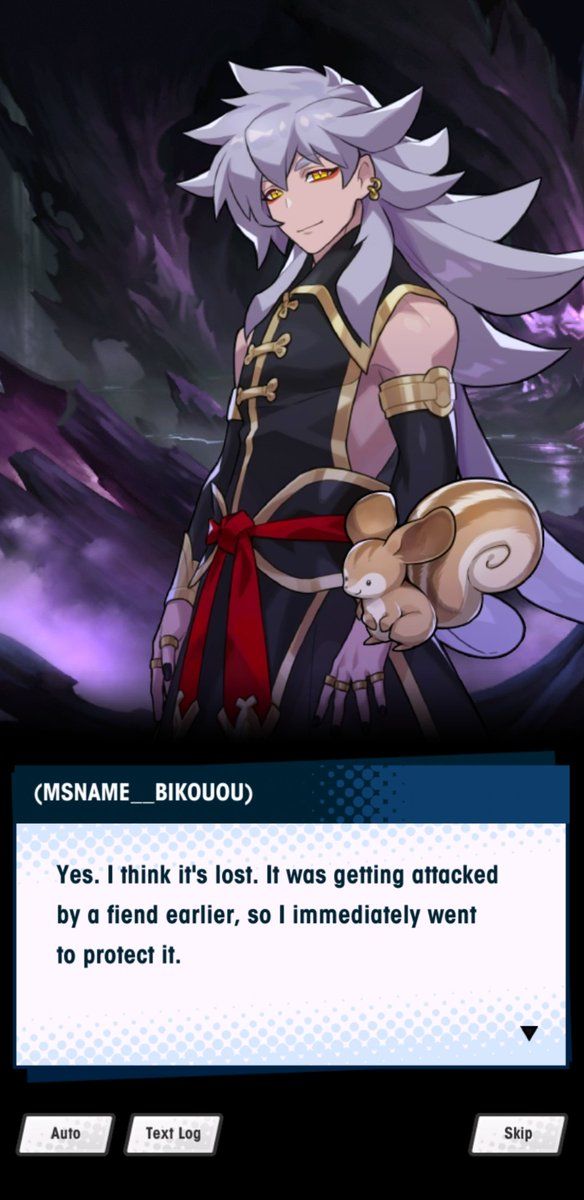 (MSNAME__BIKOUOU)
Yes. I think it's lost. It was getting attacked
by a fiend earlier, so I immediately went
to protect it.
Auto
Text Log
Skip